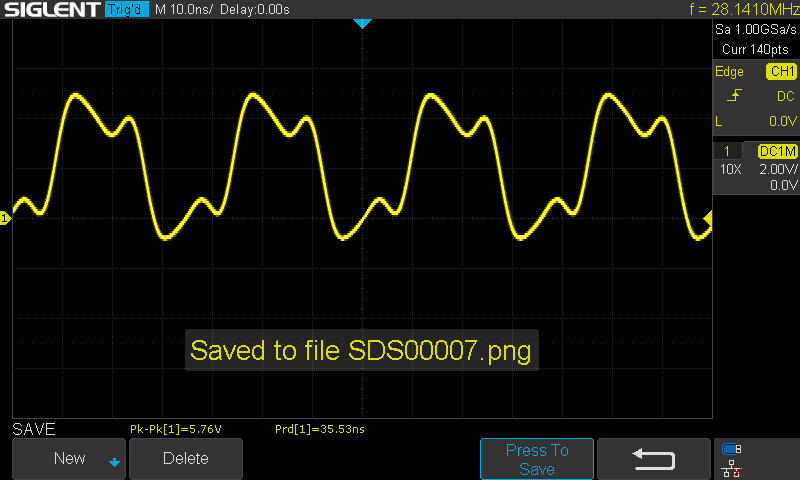 SIGLENT Trig'd M 10.0ns/ Delay:0.00s f = 28.1410MHz
Sa 1.00GSa/s
Curr 140pts
Edge CH1
DC
L 0.0V
1 DC1M
10X 2.00V/
0.0V
1
Saved to file SDS00007.png
SAVE Pk-Pk[1]=5.76V Prd[1]=35.53ns
New Delete Press To
Save